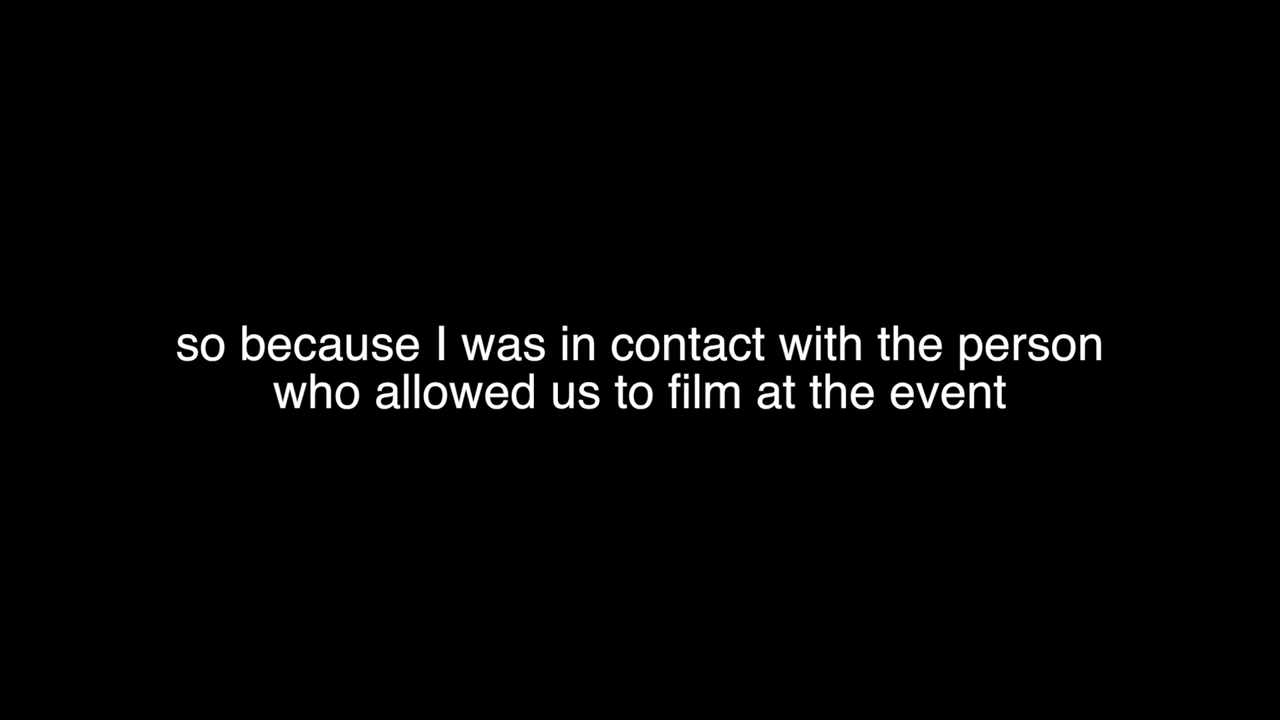 so because I was in contact with the person
who allowed us to film at the event